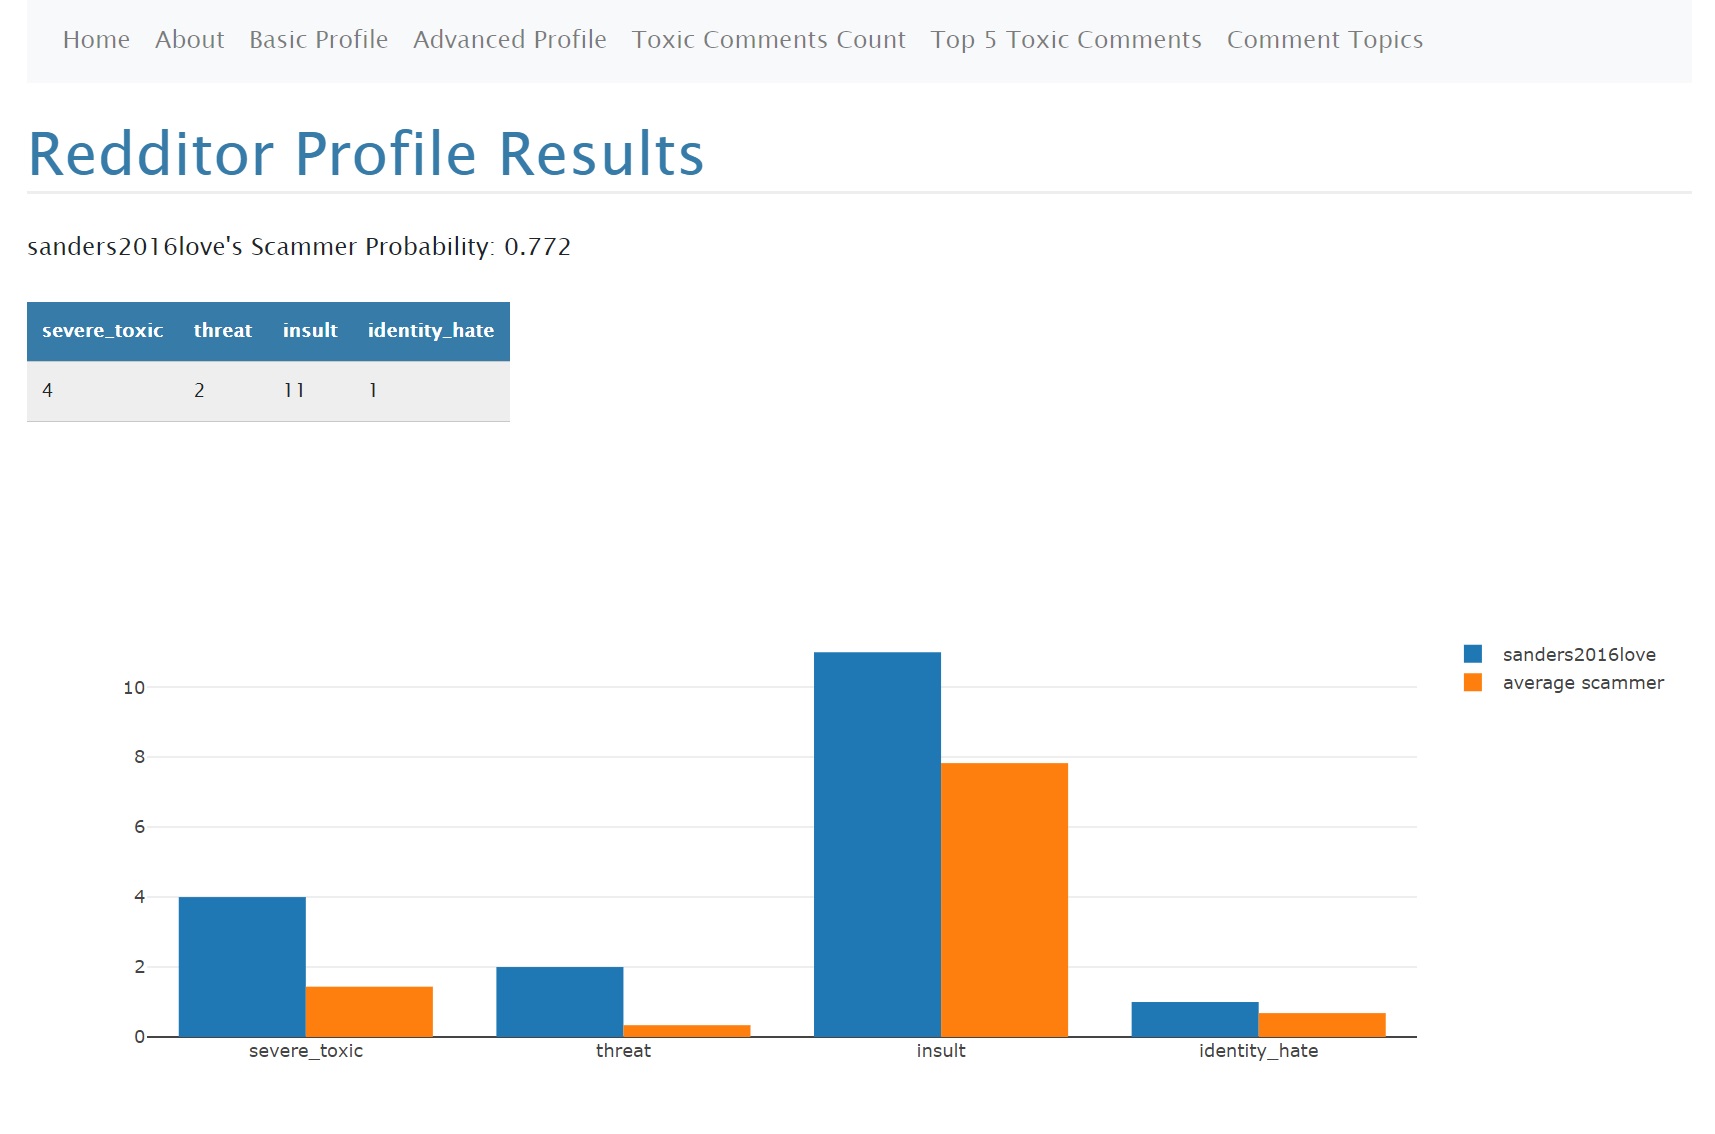 Home About Basic Profile Advanced Profile Toxic Comments Count Top 5 Toxic Comments Comment Topics
Redditor Profile Results
sanders2016love's Scammer Probability: 0.772
severe_toxic threat insult identity_hate
4 2 11 1
sanders2016love
average scammer
10
8
6
4
2
0
severe_toxic threat insult identity_hate